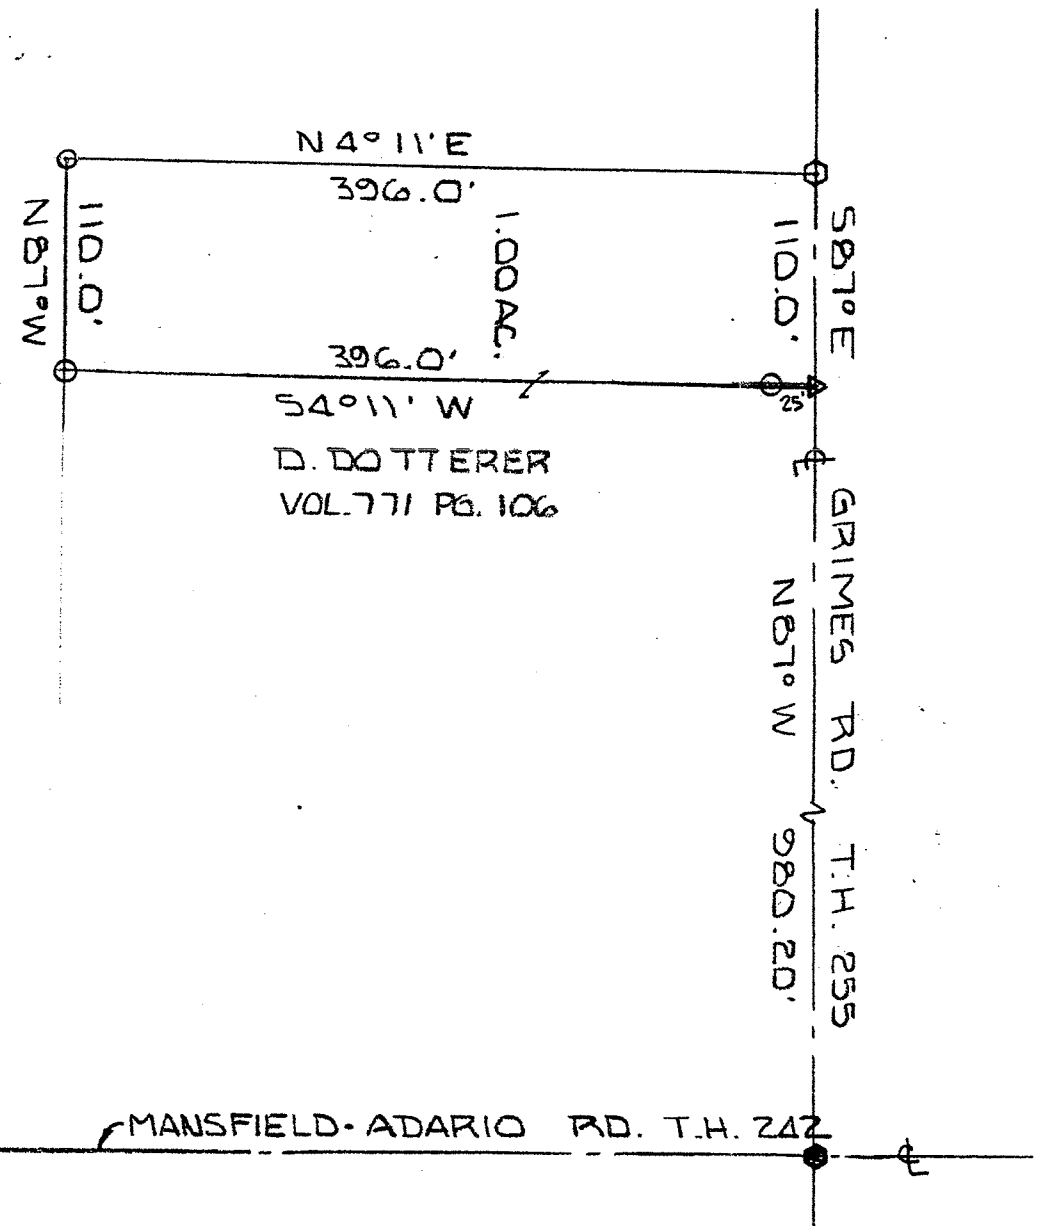 N 4° 11' E
396.0'
110.0'
N 87° W
1.00 AC.
110.0'
S 87° E
396.0'
S 4° 11' W
25'
D. DOTTERER
VOL. 771 PG. 106
GRIMES RD. T.H. 255
N 87° W 980.20'
MANSFIELD-ADARIO RD. T.H. 242